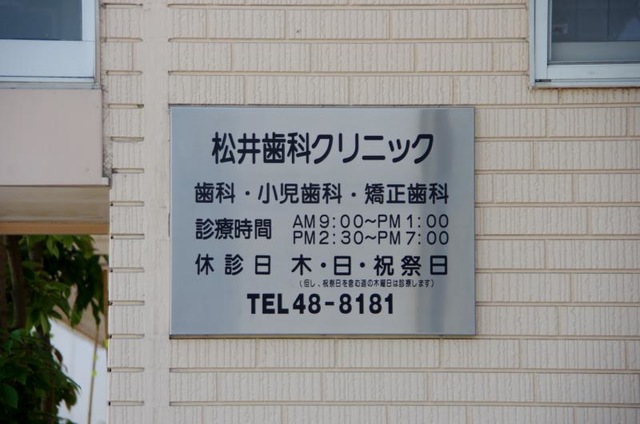 松井歯科クリニック
歯科・小児歯科・矯正歯科
診療時間 AM9:00～PM1:00
PM2:30～PM7:00
休診日 木・日・祝祭日
(但し、祝祭日を含む週の木曜日は診療します)
TEL48-8181